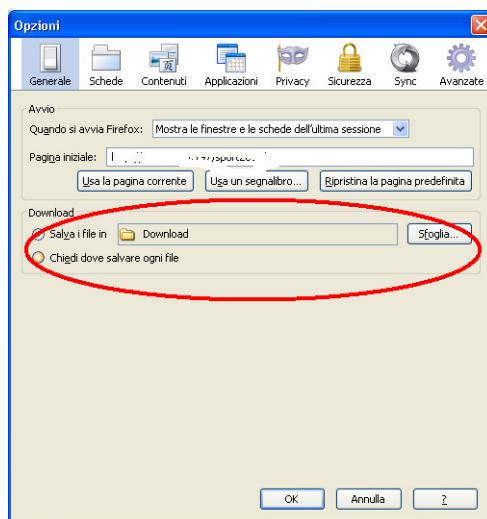 Opzioni
Generale Schede Contenuti Applicazioni Privacy Sicurezza Sync Avanzate
Avvio
Quando si avvia Firefox: Mostra le finestre e le schede dell'ultima sessione
Pagina iniziale:
Usa la pagina corrente Usa un segnalibro... Ripristina la pagina predefinita
Download
Salva i file in Download Sfoglia...
Chiedi dove salvare ogni file
OK Annulla ?